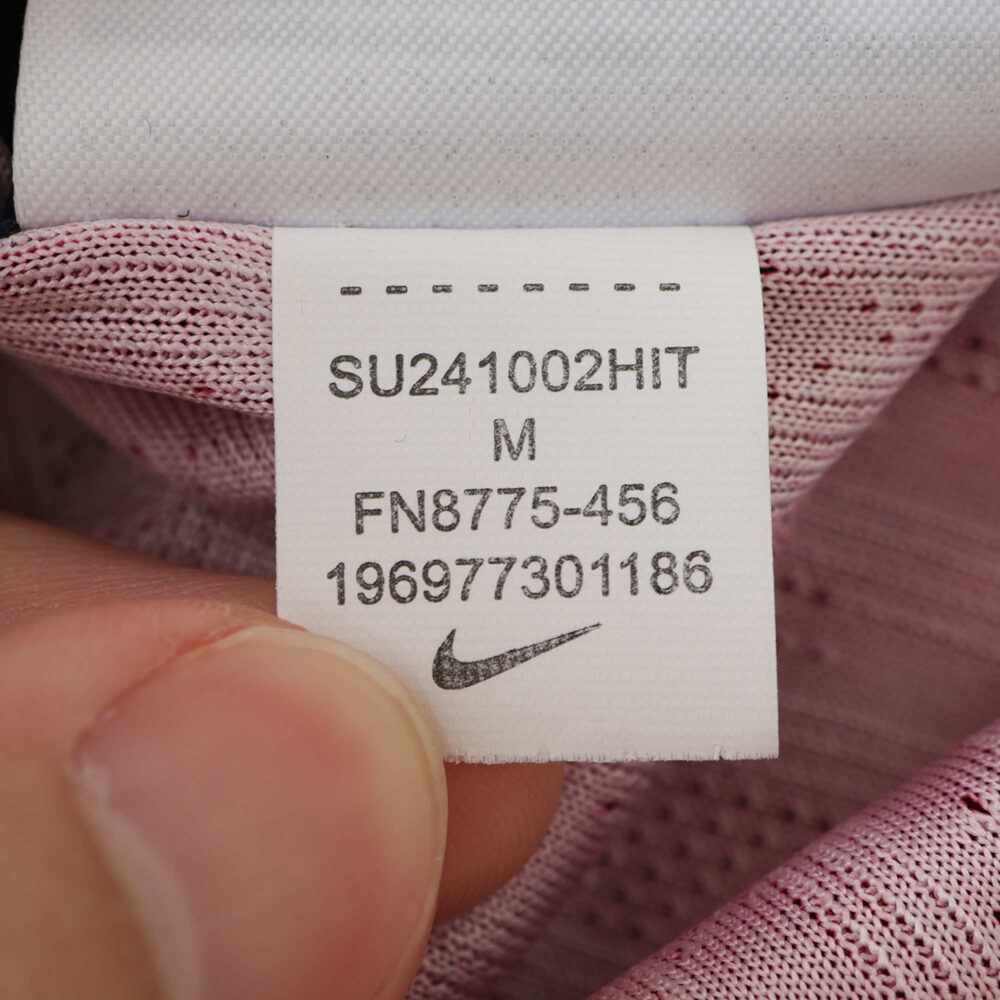 --------
SU241002HIT
M
FN8775-456
196977301186